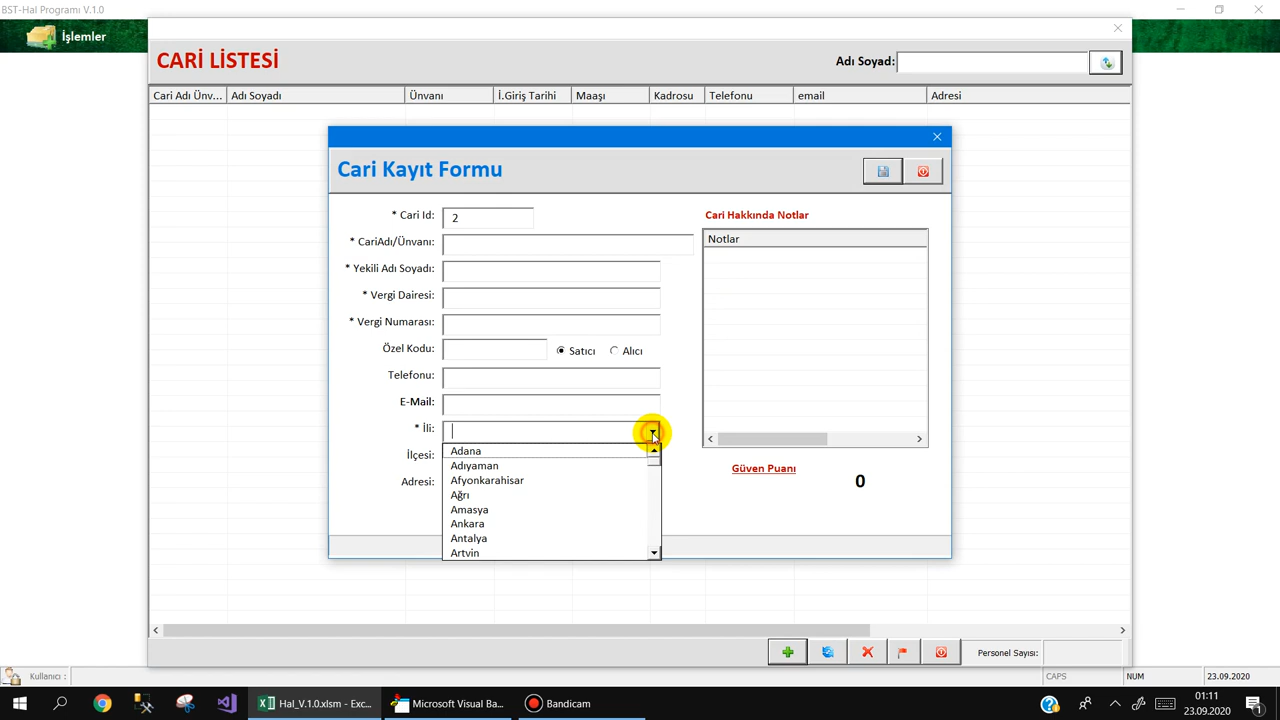 BST-Hal Programı V.1.0
İşlemler
CARİ LİSTESİ
Adı Soyad:
Cari Adı Ünv... Adı Soyadı Ünvanı İ.Giriş Tarihi Maaşı Kadrosu Telefonu email Adresi
Cari Kayıt Formu
* Cari Id: 2
* CariAdı/Ünvanı:
* Yekili Adı Soyadı:
* Vergi Dairesi:
* Vergi Numarası:
Özel Kodu: Satıcı Alıcı
Telefonu:
E-Mail:
* İli:
Adana
Adıyaman
Afyonkarahisar
Ağrı
Amasya
Ankara
Antalya
Artvin
İlçesi:
Adresi:
Cari Hakkında Notlar
Notlar
Güven Puanı 0
Personel Sayısı:
Kullanıcı : CAPS NUM 23.09.2020
Hal_V.1.0.xlsm - Exc... Microsoft Visual Ba... Bandicam
01:11
23.09.2020
1